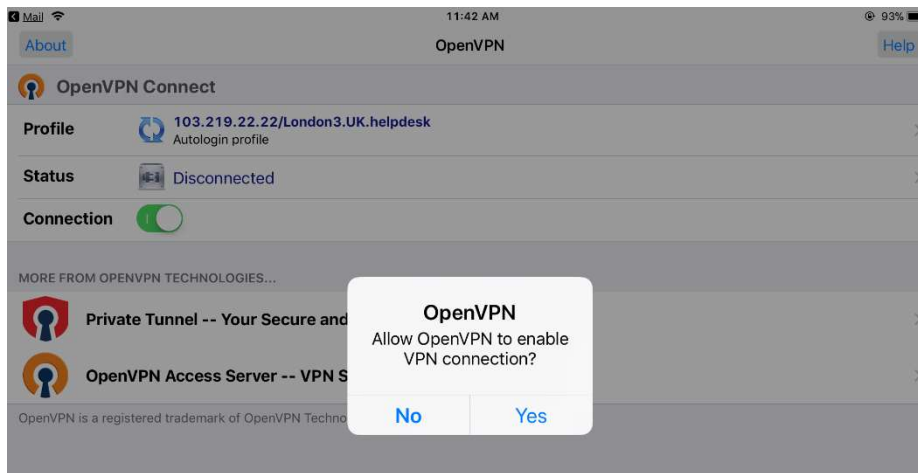 Mail
11:42 AM
93%
About
OpenVPN
Help
OpenVPN Connect
Profile
103.219.22.22/London3.UK.helpdesk
Autologin profile
Status
Disconnected
Connection
MORE FROM OPENVPN TECHNOLOGIES...
Private Tunnel -- Your Secure and
OpenVPN Access Server -- VPN S
OpenVPN is a registered trademark of OpenVPN Techno
OpenVPN
Allow OpenVPN to enable
VPN connection?
No
Yes